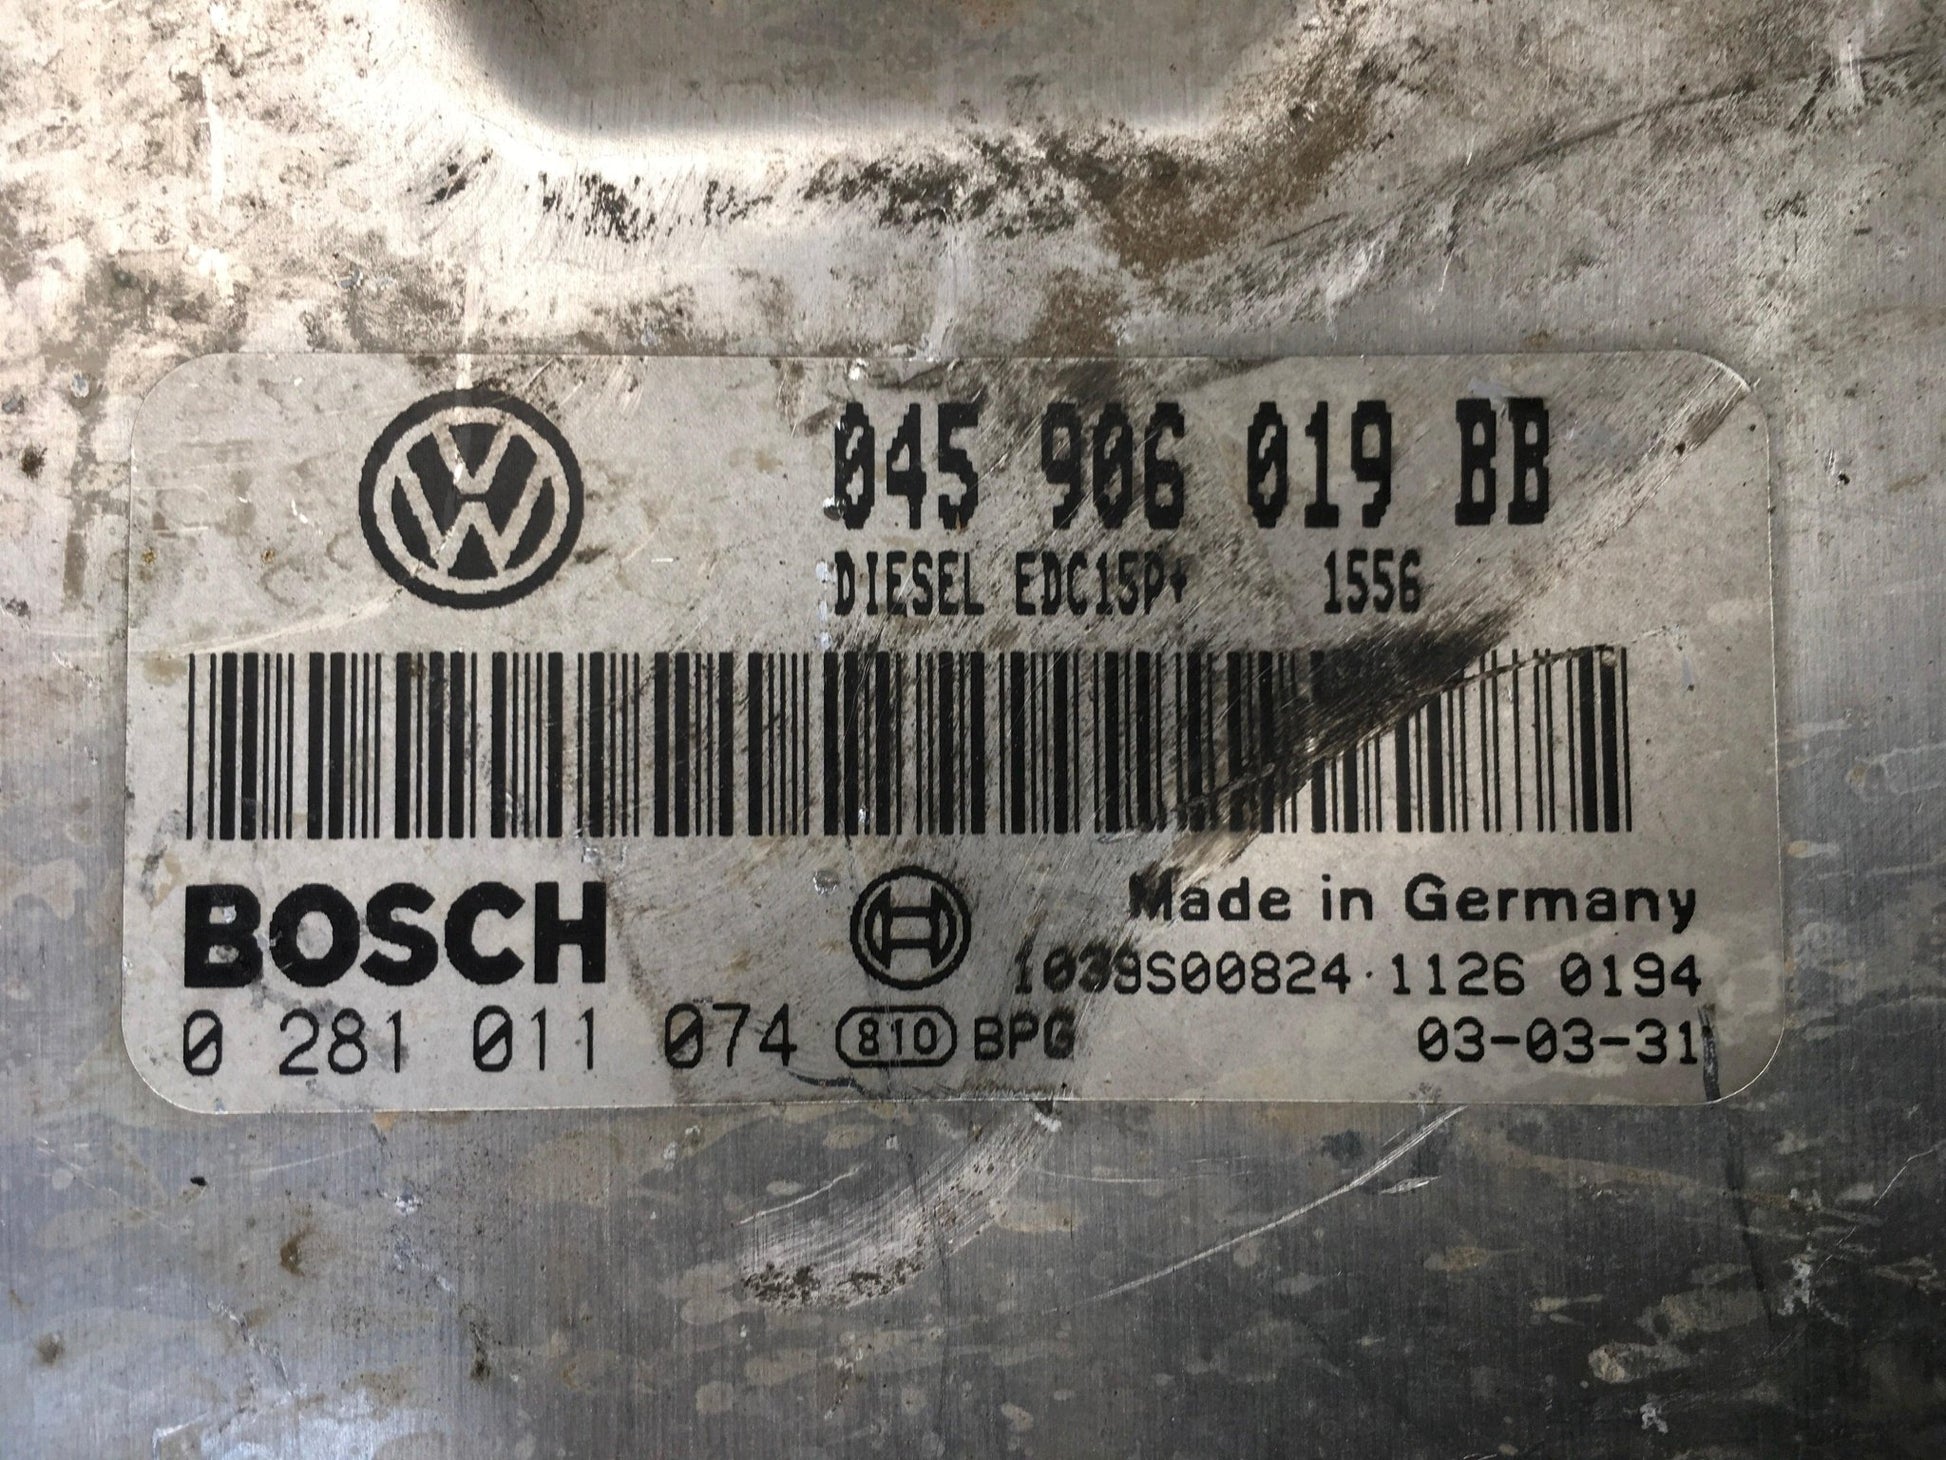 045 906 019 BB
DIESEL EDC15P+ 1556
BOSCH
Made in Germany
1039S00824 1126 0194
0 281 011 074 810 BPG 03-03-31